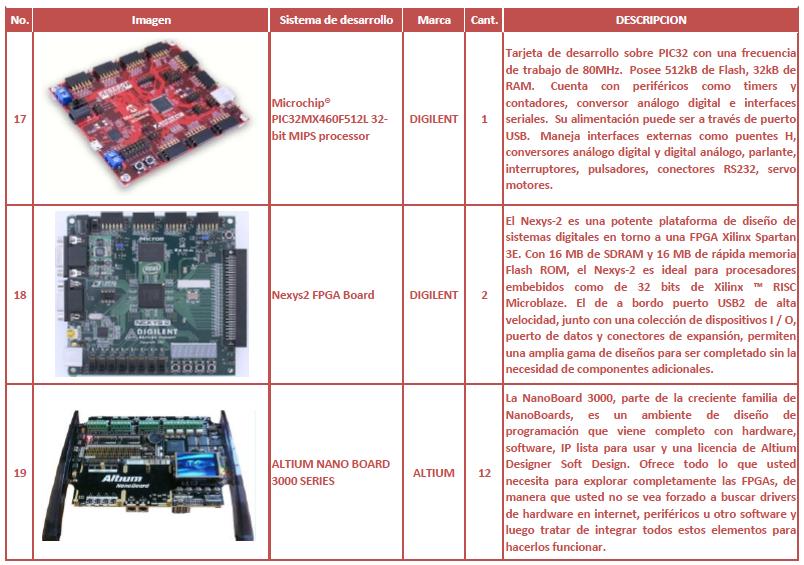 No. Imagen Sistema de desarrollo Marca Cant. DESCRIPCION
17
Microchip®
PIC32MX460F512L 32-
bit MIPS processor
DIGILENT
1
Tarjeta de desarrollo sobre PIC32 con una frecuencia
de trabajo de 80MHz. Posee 512kB de Flash, 32kB de
RAM. Cuenta con periféricos como timers y
contadores, conversor análogo digital e interfaces
seriales. Su alimentación puede ser a través de puerto
USB. Maneja interfaces externas como puentes H,
conversores análogo digital y digital análogo, parlante,
interruptores, pulsadores, conectores RS232, servo
motores.
18
MICRON
NEXYS 2
DIGILENT
Nexys2 FPGA Board
DIGILENT
2
El Nexys-2 es una potente plataforma de diseño de
sistemas digitales en torno a una FPGA Xilinx Spartan
3E. Con 16 MB de SDRAM y 16 MB de rápida memoria
Flash ROM, el Nexys-2 es ideal para procesadores
embebidos como de 32 bits de Xilinx ™ RISC
Microblaze. El de a bordo puerto USB2 de alta
velocidad, junto con una colección de dispositivos I / O,
puerto de datos y conectores de expansión, permiten
una amplia gama de diseños para ser completado sin la
necesidad de componentes adicionales.
19
Altium
NanoBoard
ALTIUM NANO BOARD
3000 SERIES
ALTIUM
12
La NanoBoard 3000, parte de la creciente familia de
NanoBoards, es un ambiente de diseño de
programación que viene completo con hardware,
software, IP lista para usar y una licencia de Altium
Designer Soft Design. Ofrece todo lo que usted
necesita para explorar completamente las FPGAs, de
manera que usted no se vea forzado a buscar drivers
de hardware en internet, periféricos u otro software y
luego tratar de integrar todos estos elementos para
hacerlos funcionar.